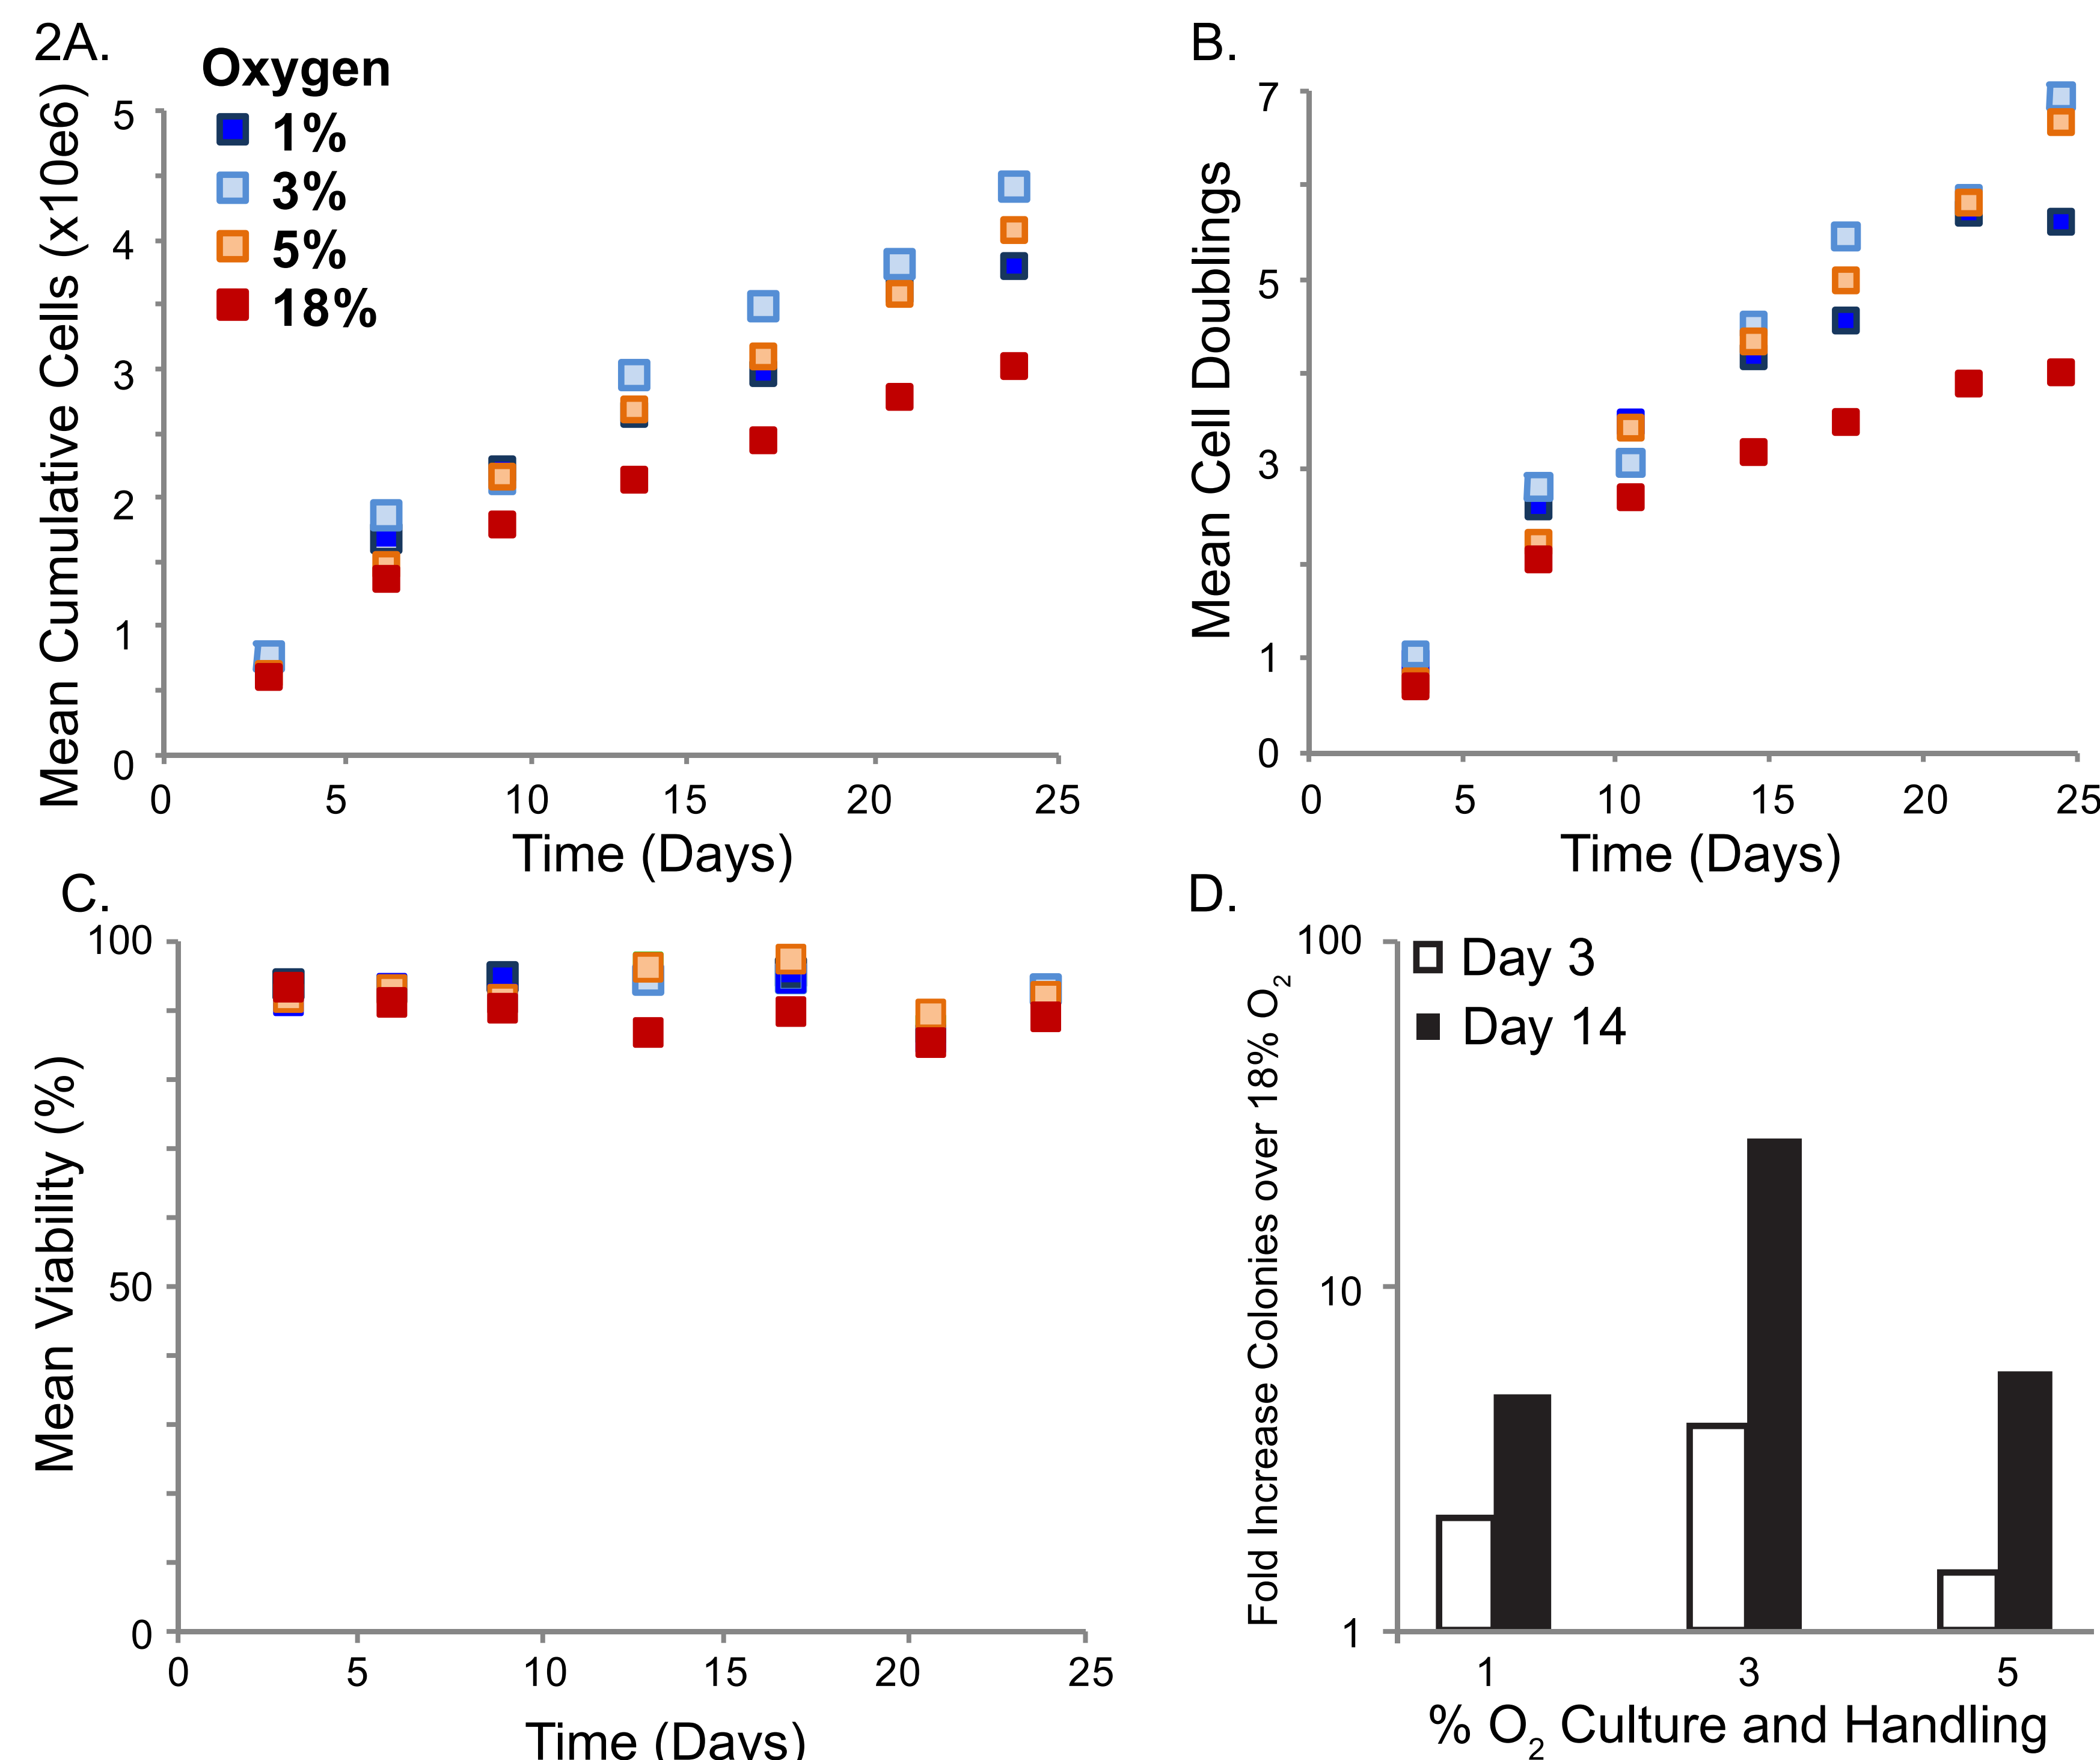 2A.
Oxygen
1%
3%
5%
18%
Mean Cumulative Cells (x10e6)
5
4
3
2
1
0
0 5 10 15 20 25
Time (Days)
B.
Mean Cell Doublings
7
5
3
1
0
0 5 10 15 20 25
Time (Days)
C.
Mean Viability (%)
100
50
0
0 5 10 15 20 25
Time (Days)
D.
Day 3
Day 14
Fold Increase Colonies over 18% O2
100
10
1
1 3 5
% O2 Culture and Handling